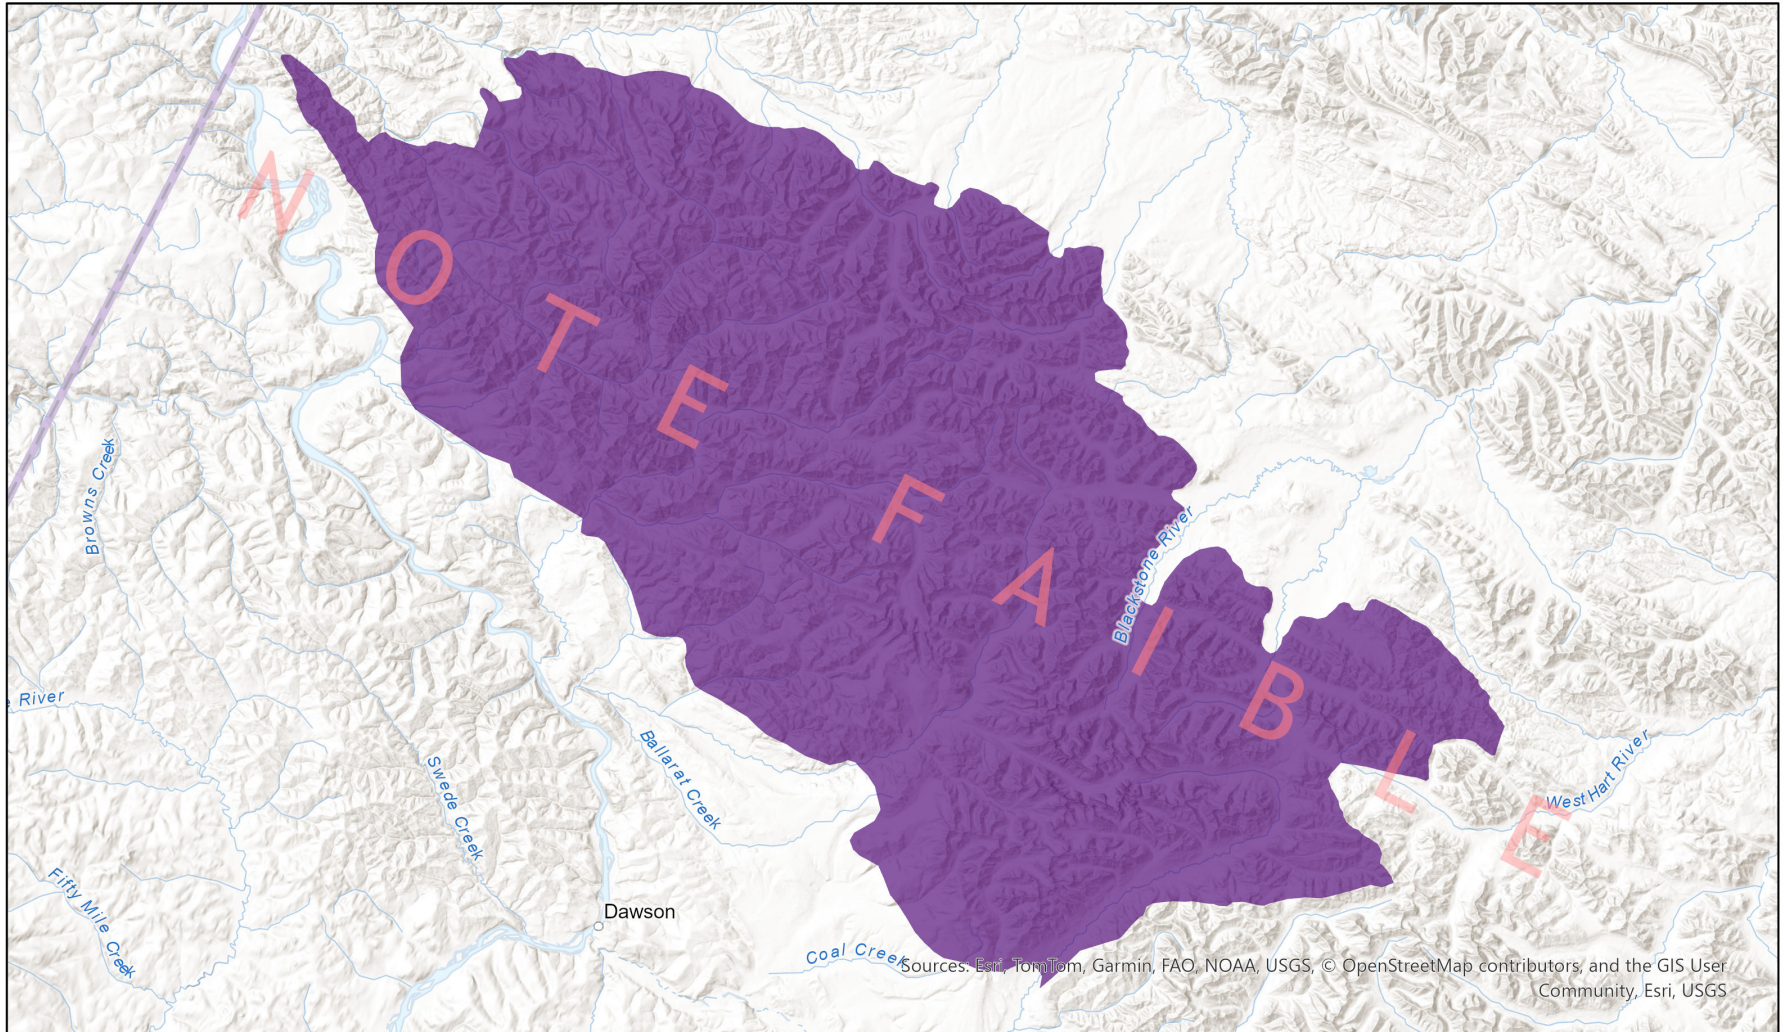 NOTE FAIBLE
Browns Creek
Blackstone River
e River
Ballarat Creek
West Hart River
Swede Creek
Fifty Mile Creek
Dawson
Coal Creek
Sources: Esri, TomTom, Garmin, FAO, NOAA, USGS, © OpenStreetMap contributors, and the GIS User
Community, Esri, USGS